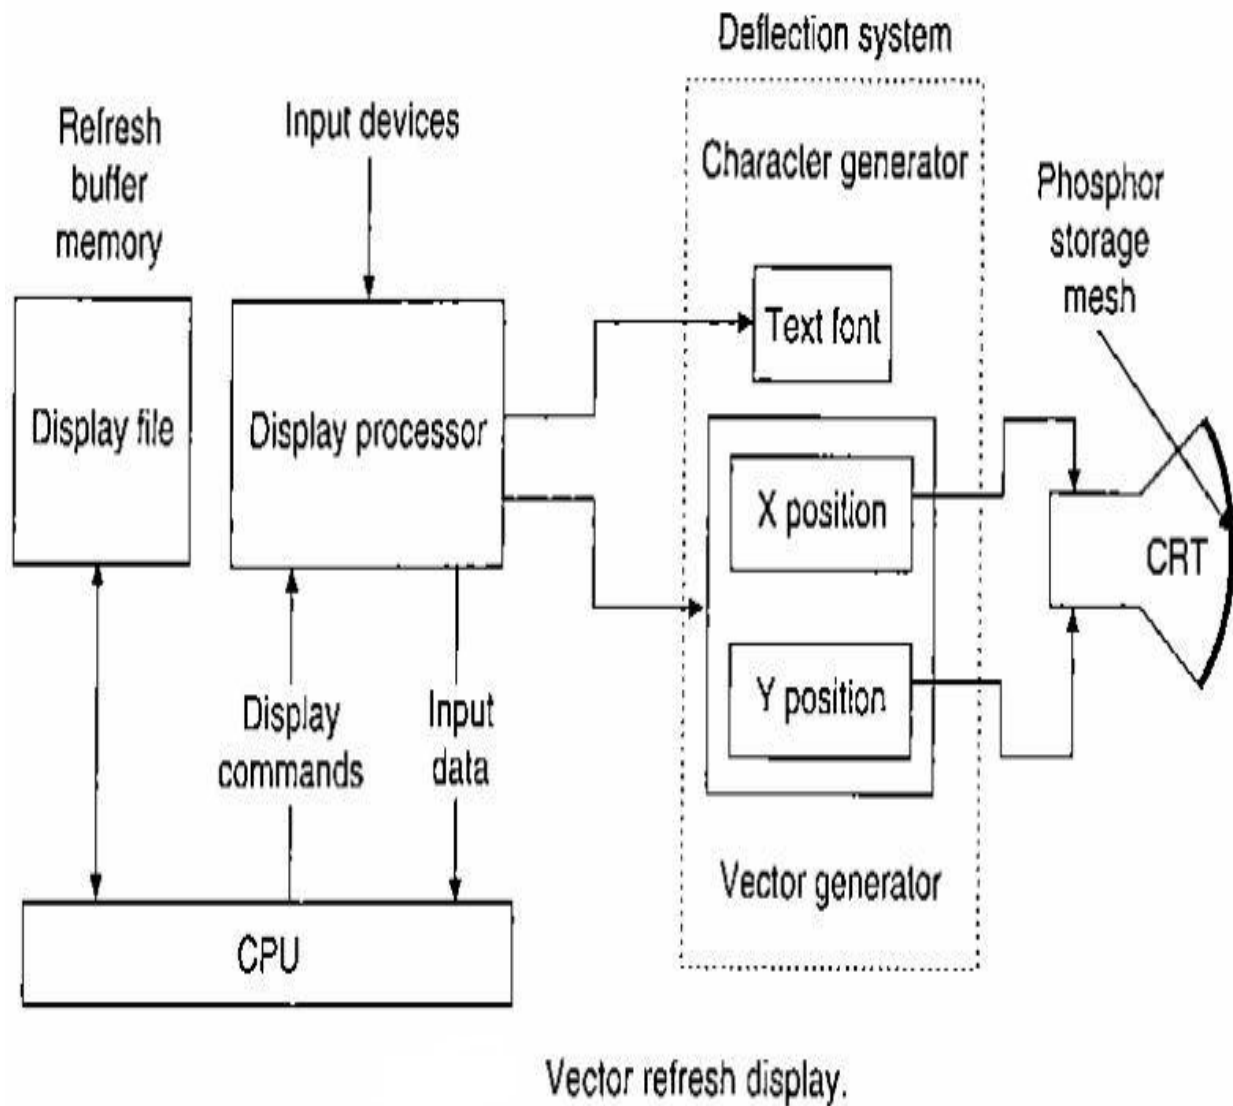 Deflection system
Refresh
buffer
memory
Input devices
Character generator
Phosphor
storage
mesh
Text font
Display file
Display processor
X position
CRT
Y position
Display
commands
Input
data
Vector generator
CPU
Vector refresh display.